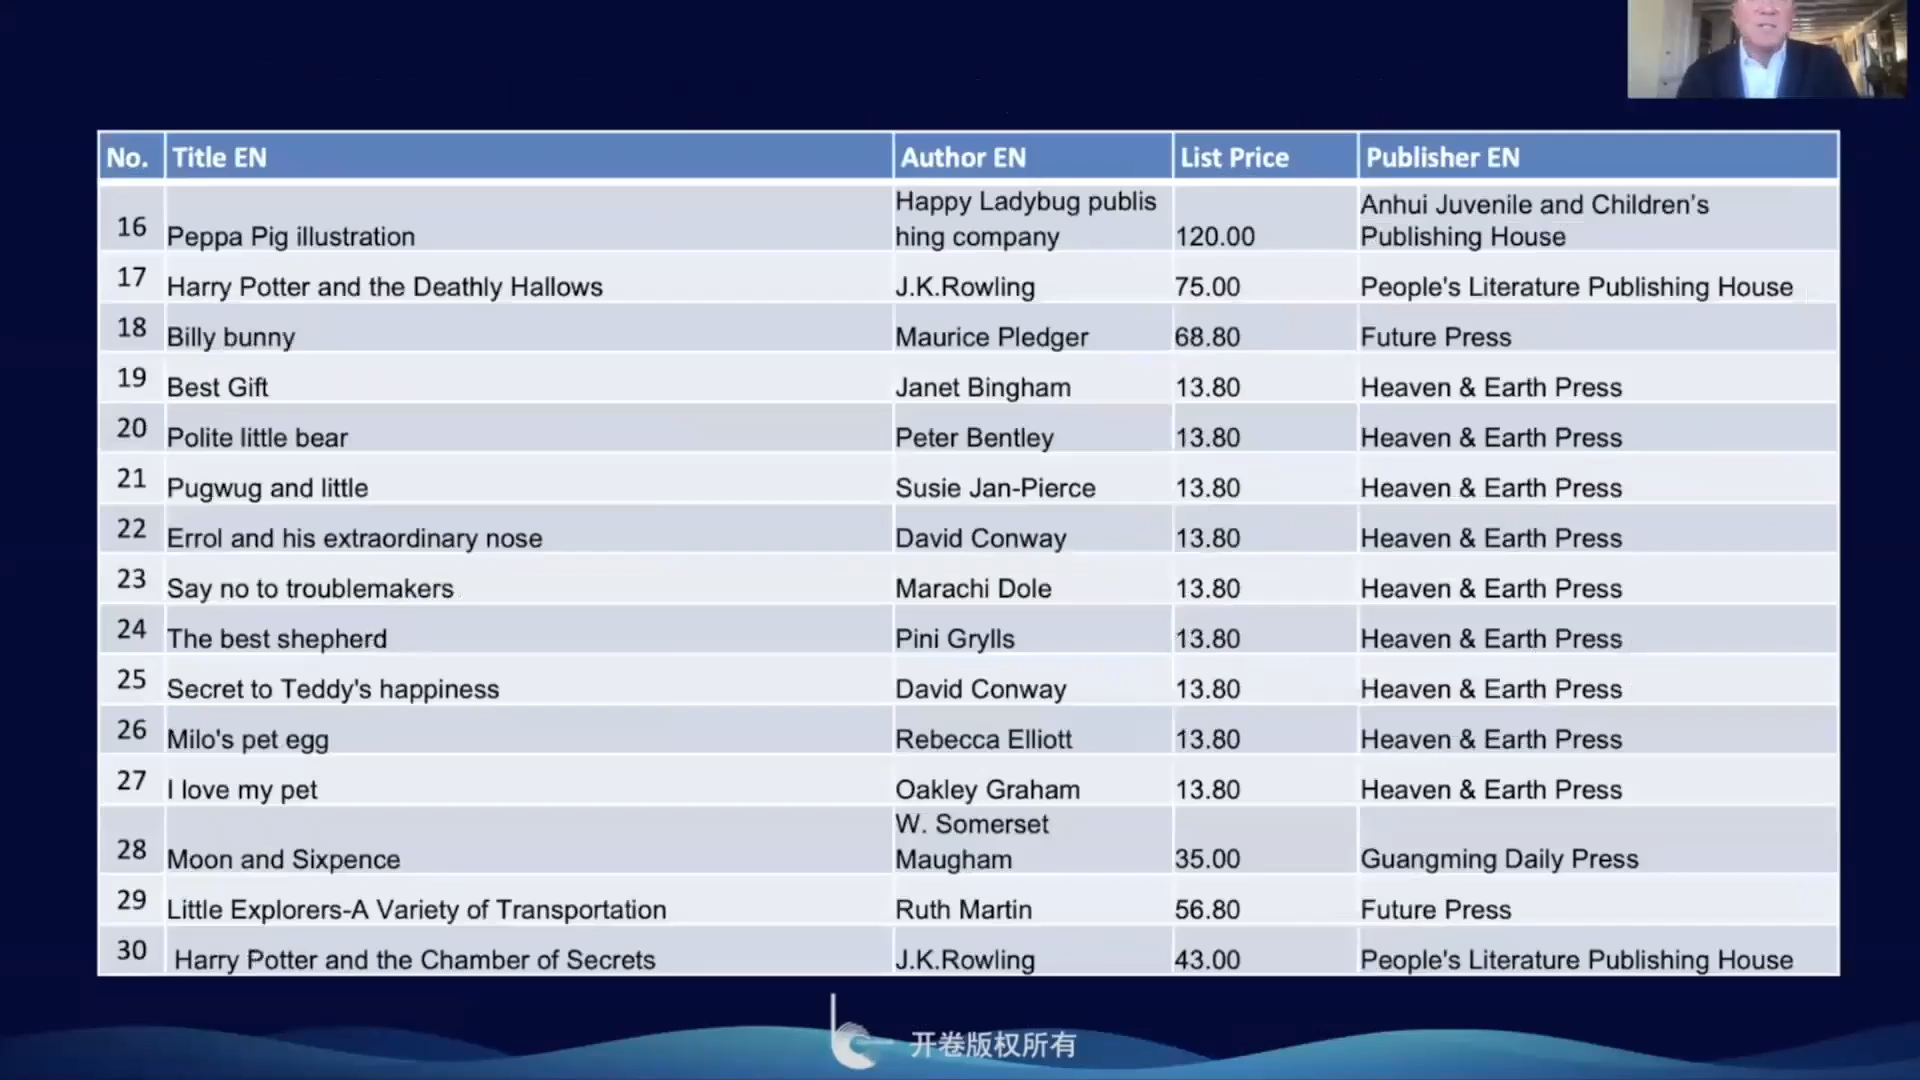 No. Title EN Author EN List Price Publisher EN
16 Peppa Pig illustration Happy Ladybug publis
hing company 120.00 Anhui Juvenile and Children’s
Publishing House
17 Harry Potter and the Deathly Hallows J.K.Rowling 75.00 People's Literature Publishing House
18 Billy bunny Maurice Pledger 68.80 Future Press
19 Best Gift Janet Bingham 13.80 Heaven & Earth Press
20 Polite little bear Peter Bentley 13.80 Heaven & Earth Press
21 Pugwug and little Susie Jan-Pierce 13.80 Heaven & Earth Press
22 Errol and his extraordinary nose David Conway 13.80 Heaven & Earth Press
23 Say no to troublemakers Marachi Dole 13.80 Heaven & Earth Press
24 The best shepherd Pini Grylls 13.80 Heaven & Earth Press
25 Secret to Teddy's happiness David Conway 13.80 Heaven & Earth Press
26 Milo's pet egg Rebecca Elliott 13.80 Heaven & Earth Press
27 I love my pet Oakley Graham 13.80 Heaven & Earth Press
28 Moon and Sixpence W. Somerset
Maugham 35.00 Guangming Daily Press
29 Little Explorers-A Variety of Transportation Ruth Martin 56.80 Future Press
30 Harry Potter and the Chamber of Secrets J.K.Rowling 43.00 People's Literature Publishing House
开卷版权所有